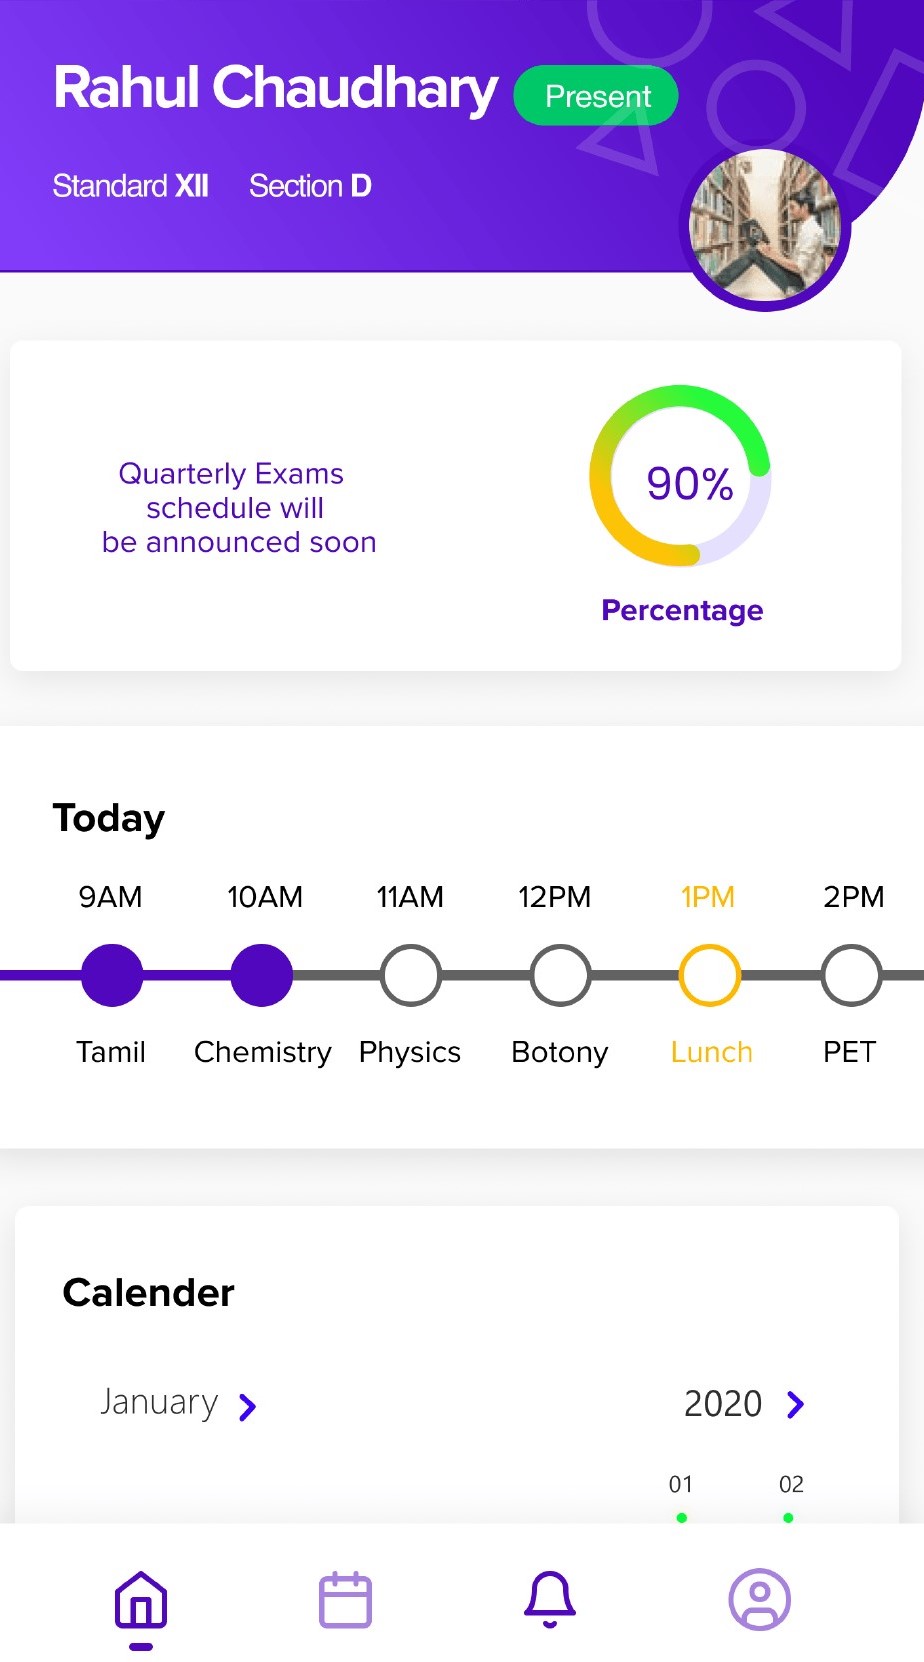 Rahul Chaudhary Present
Standard XII Section D
Quarterly Exams
schedule will
be announced soon
90%
Percentage
Today
9AM 10AM 11AM 12PM 1PM 2PM
Tamil Chemistry Physics Botony Lunch PET
Calender
January 2020
01 02